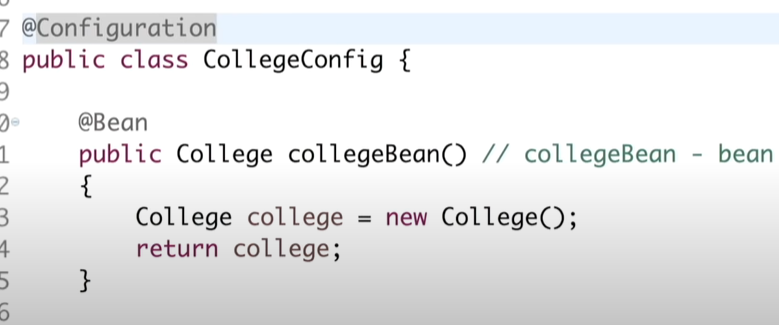 7 @Configuration
8 public class CollegeConfig {
9
0 @Bean
1 public College collegeBean() // collegeBean - bean
2 {
3 College college = new College();
4 return college;
5 }
6